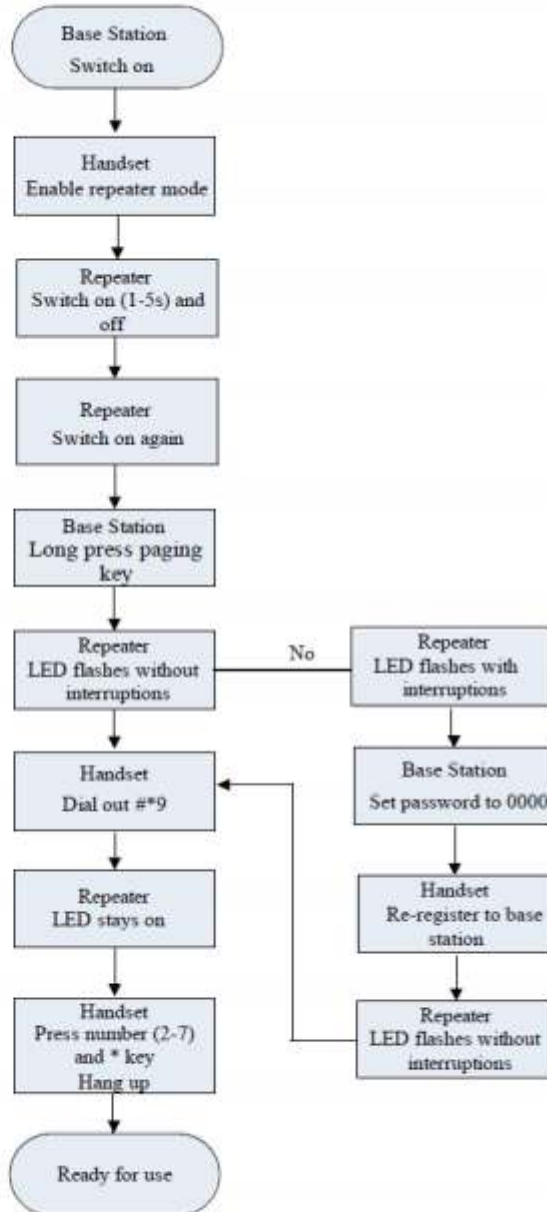 Base Station
Switch on
Handset
Enable repeater mode
Repeater
Switch on (1-5s) and
off
Repeater
Switch on again
Base Station
Long press paging
key
Repeater
LED flashes without
interruptions
No
Repeater
LED flashes with
interruptions
Handset
Dial out #*9
Base Station
Set password to 0000
Repeater
LED stays on
Handset
Re-register to base
station
Handset
Press number (2-7)
and * key
Hang up
Repeater
LED flashes without
interruptions
Ready for use